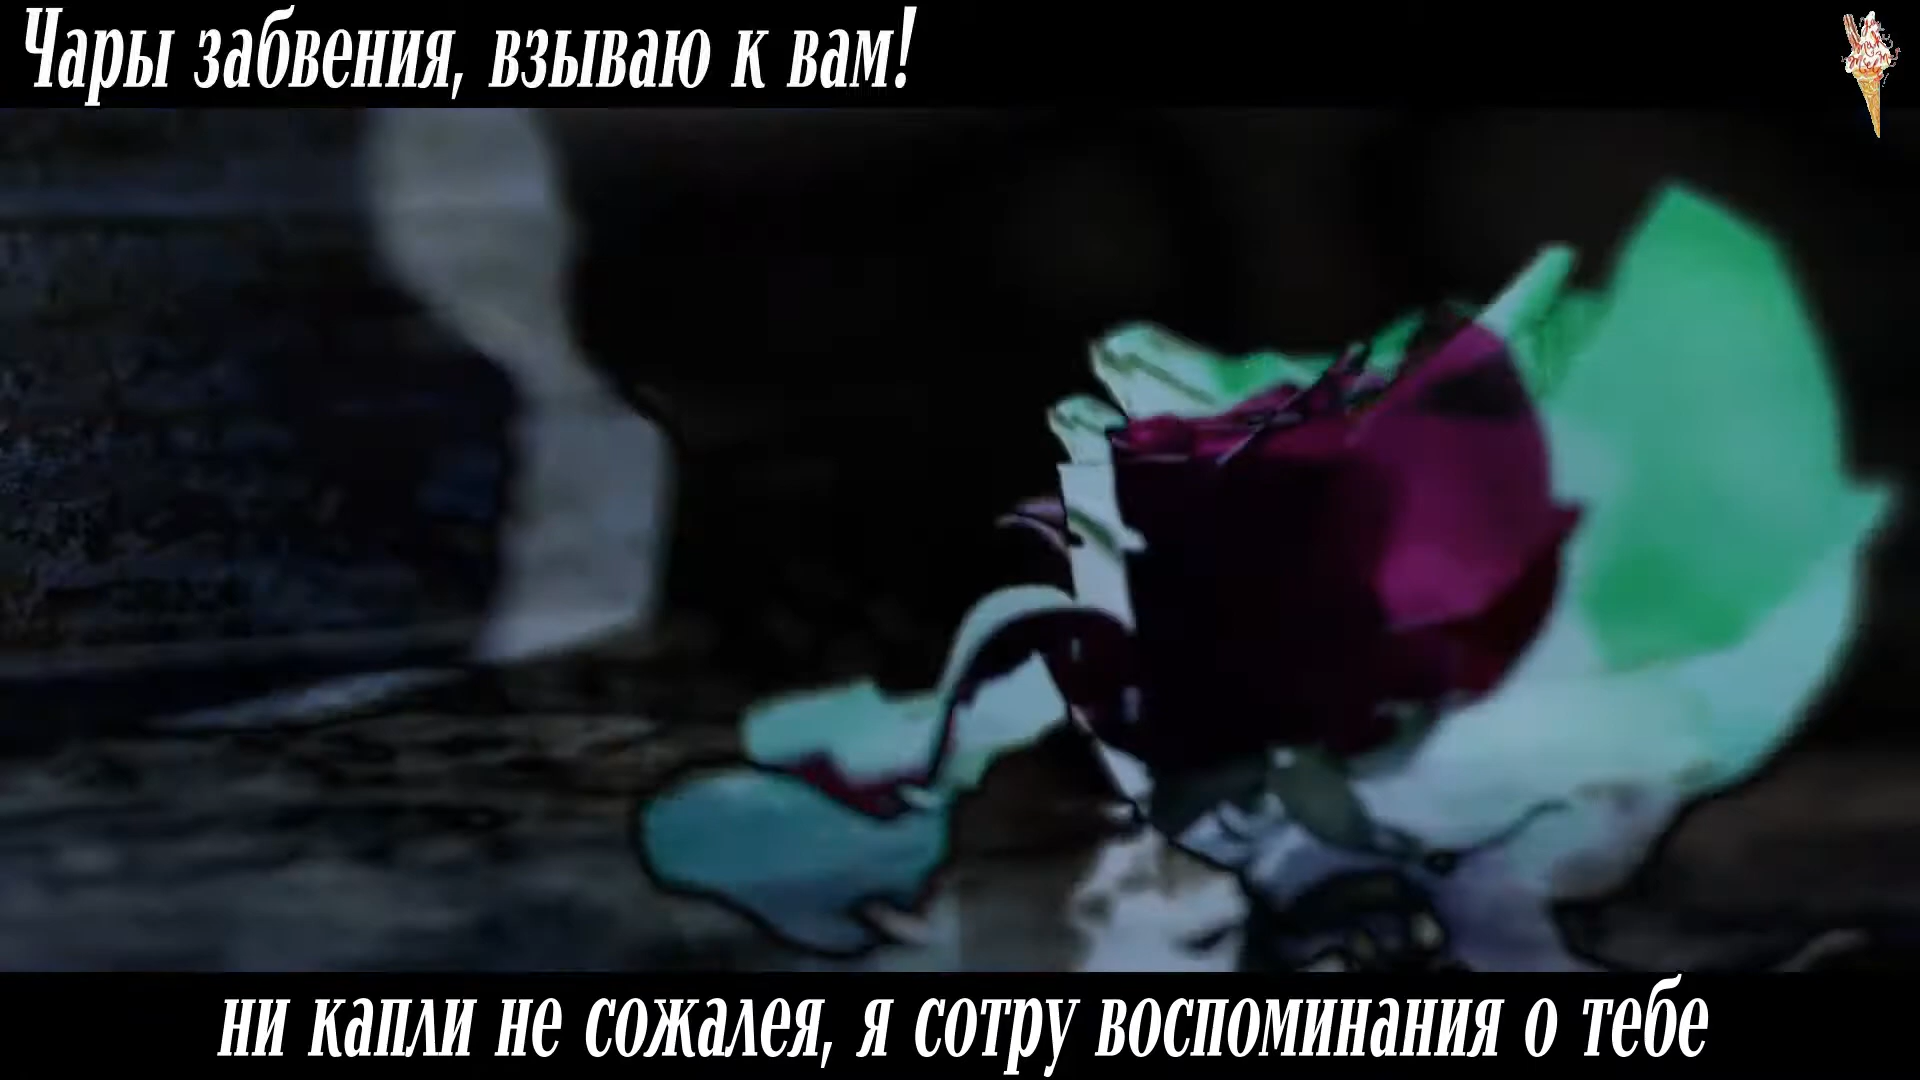 Чары забвения, взываю к вам!
ни капли не сожалея, я сотру воспоминания о тебе